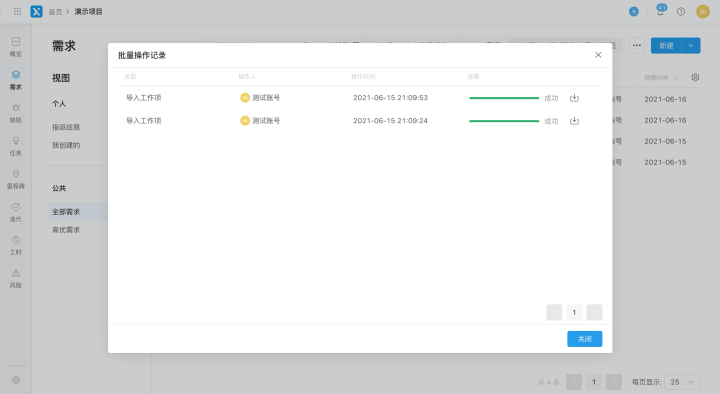 首页 > 演示项目
41
需求
新建
概览
需求
缺陷
任务
里程碑
迭代
工时
风险
视图
个人
指派给我
我创建的
公共
全部需求
高优需求
批量操作记录
类型 操作人 操作时间 进展
导入工作项 测试账号 2021-06-15 21:09:53 成功
导入工作项 测试账号 2021-06-15 21:09:24 成功
1
关闭
创建时间
号 2021-06-16
号 2021-06-16
号 2021-06-15
号 2021-06-15
共 4 条 1 每页显示: 25